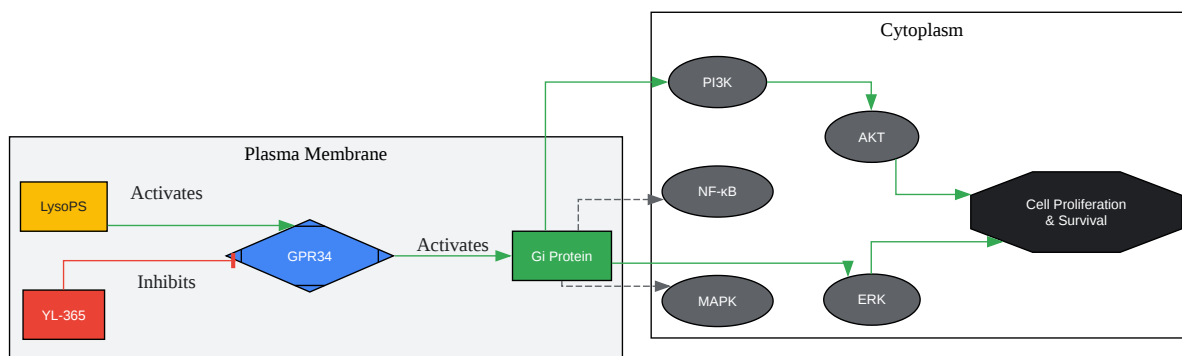 Cytoplasm
PI3K
AKT
Plasma Membrane
LysoPS
Activates
NF-κB
Cell Proliferation
& Survival
GPR34
Activates
Gi Protein
Inhibits
YL-365
MAPK
ERK